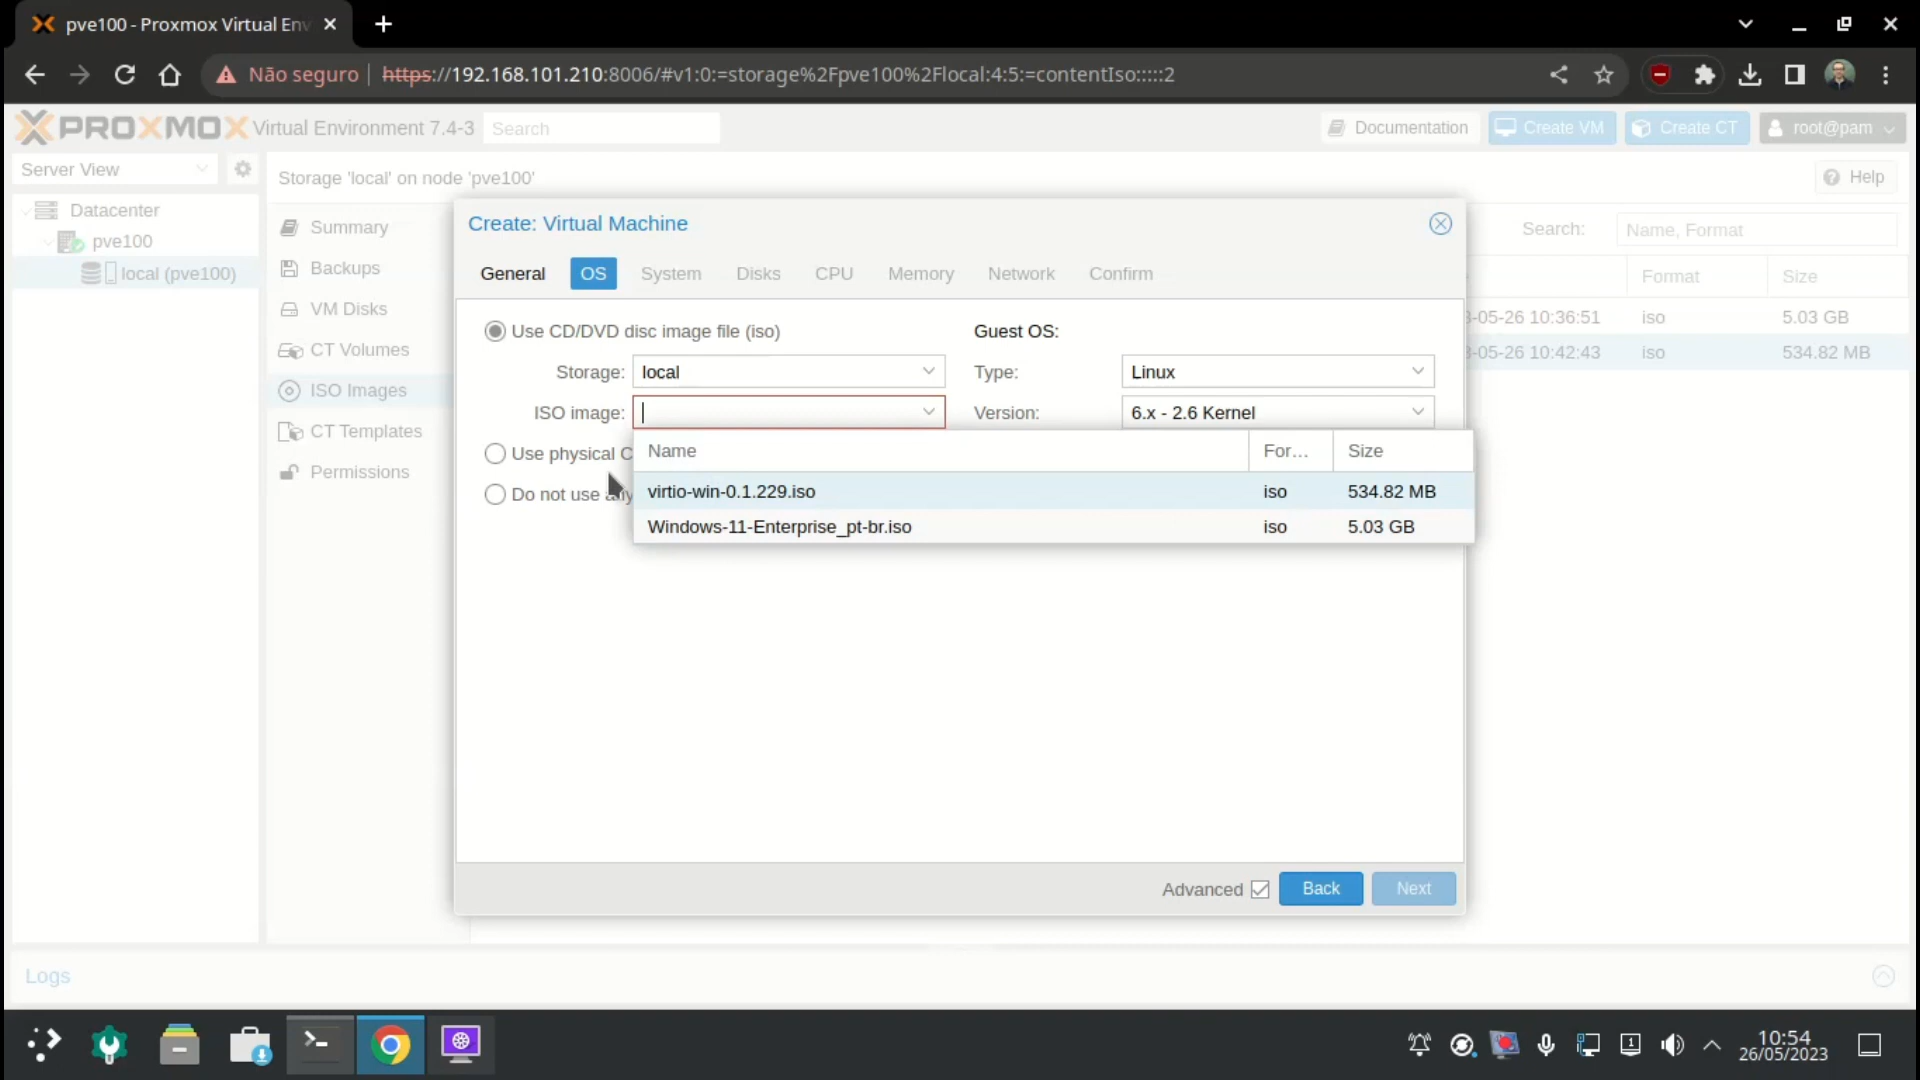 pve100 - Proxmox Virtual Env
Não seguro https://192.168.101.210:8006/#v1:0:=storage%2Fpve100%2Flocal:4:5:=contentIso:::::2
PROXMOX Virtual Environment 7.4-3 Search Documentation Create VM Create CT root@pam
Server View Storage 'local' on node 'pve100' Help
Datacenter
pve100
local (pve100)
Summary
Backups
VM Disks
CT Volumes
ISO Images
CT Templates
Permissions
Search: Name, Format
Format Size
-05-26 10:36:51 iso 5.03 GB
-05-26 10:42:43 iso 534.82 MB
Create: Virtual Machine
General OS System Disks CPU Memory Network Confirm
Use CD/DVD disc image file (iso) Guest OS:
Storage: local Type: Linux
ISO image: Version: 6.x - 2.6 Kernel
Use physical C
Do not use any
Name For... Size
virtio-win-0.1.229.iso iso 534.82 MB
Windows-11-Enterprise_pt-br.iso iso 5.03 GB
Advanced Back Next
Logs
1
10:54
26/05/2023